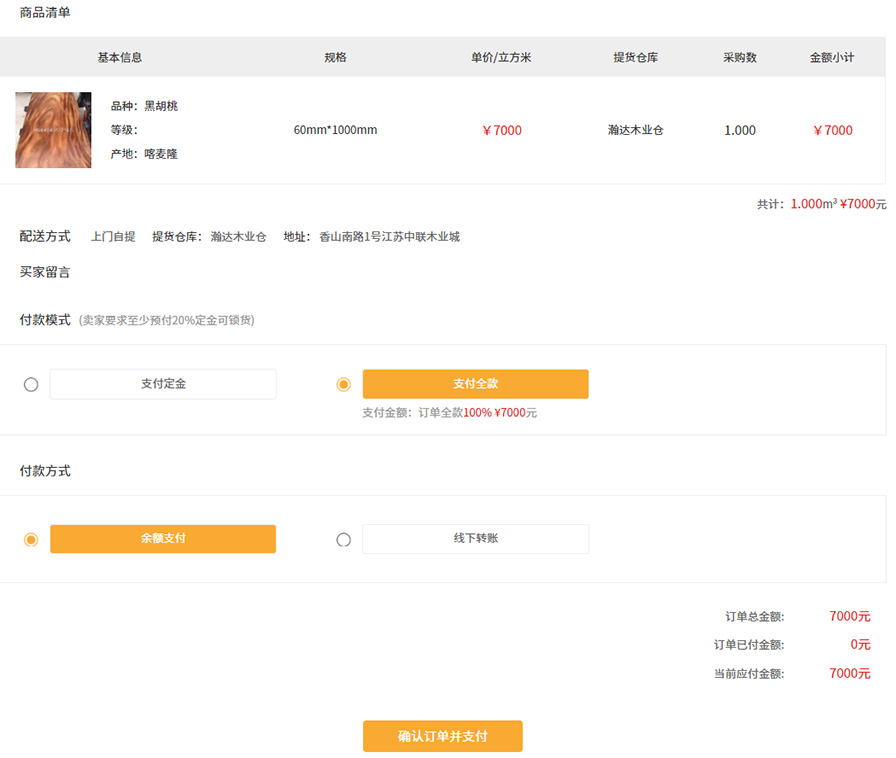 商品清单
基本信息 规格 单价/立方米 提货仓库 采购数 金额小计
品种：黑胡桃
等级：
产地：喀麦隆
60mm*1000mm ￥7000 瀚达木业仓 1.000 ￥7000
共计：1.000m³ ¥7000元
配送方式 上门自提 提货仓库： 瀚达木业仓 地址： 香山南路1号江苏中联木业城
买家留言
付款模式 (卖家要求至少预付20%定金可锁货)
支付定金 支付全款
支付金额：订单全款100% ¥7000元
付款方式
余额支付 线下转账
订单总金额: 7000元
订单已付金额: 0元
当前应付金额: 7000元
确认订单并支付